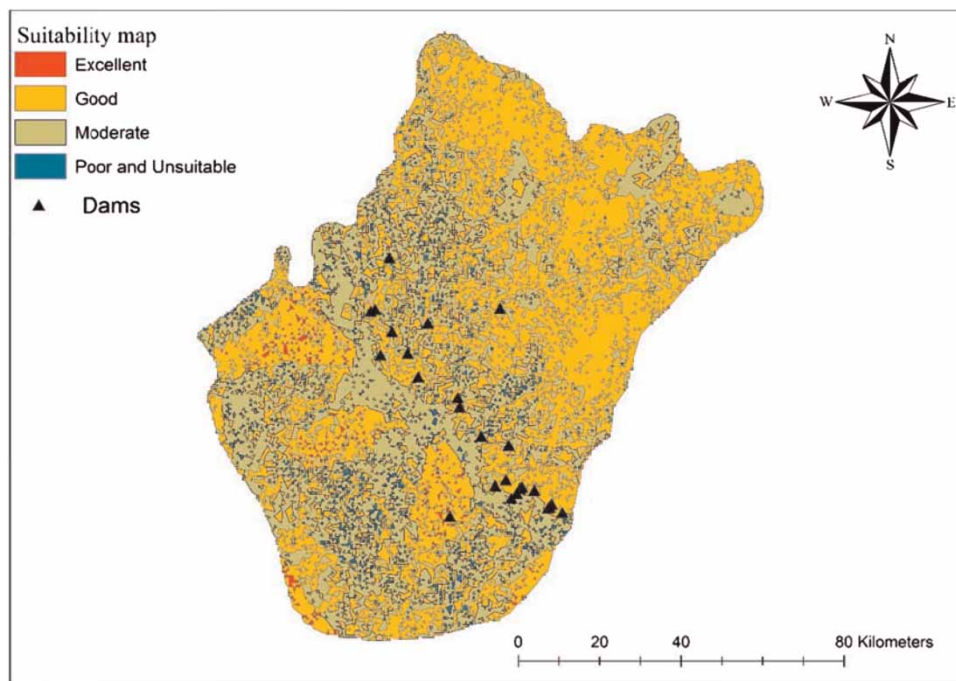 Suitability map
Excellent
Good
Moderate
Poor and Unsuitable
Dams
N
W E
S
0 20 40 80 Kilometers